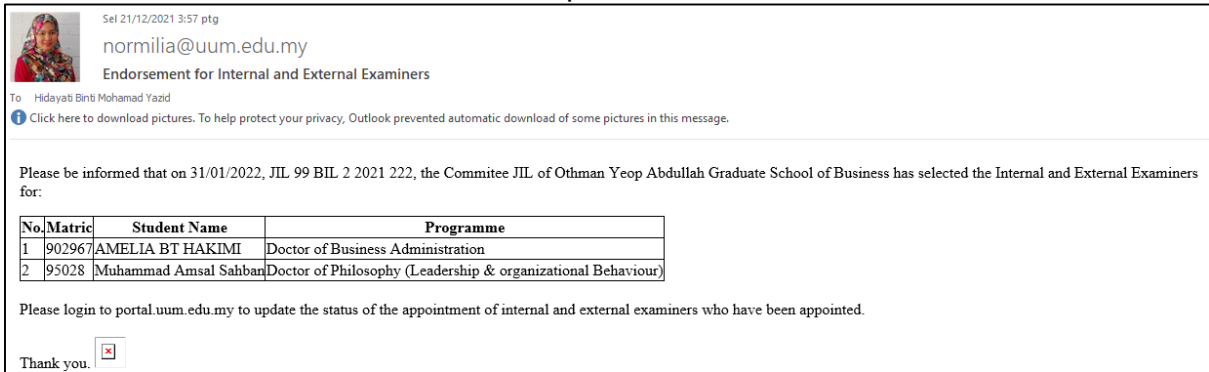 Sel 21/12/2021 3:57 ptg
normilia@uum.edu.my
Endorsement for Internal and External Examiners
To Hidayati Binti Mohamad Yazid
Click here to download pictures. To help protect your privacy, Outlook prevented automatic download of some pictures in this message.
Please be informed that on 31/01/2022, JIL 99 BIL 2 2021 222, the Commitee JIL of Othman Yeop Abdullah Graduate School of Business has selected the Internal and External Examiners
for:
No. Matric Student Name Programme
1 902967 AMELIA BT HAKIMI Doctor of Business Administration
2 95028 Muhammad Amsal Sahban Doctor of Philosophy (Leadership & organizational Behaviour)
Please login to portal.uum.edu.my to update the status of the appointment of internal and external examiners who have been appointed.
Thank you.